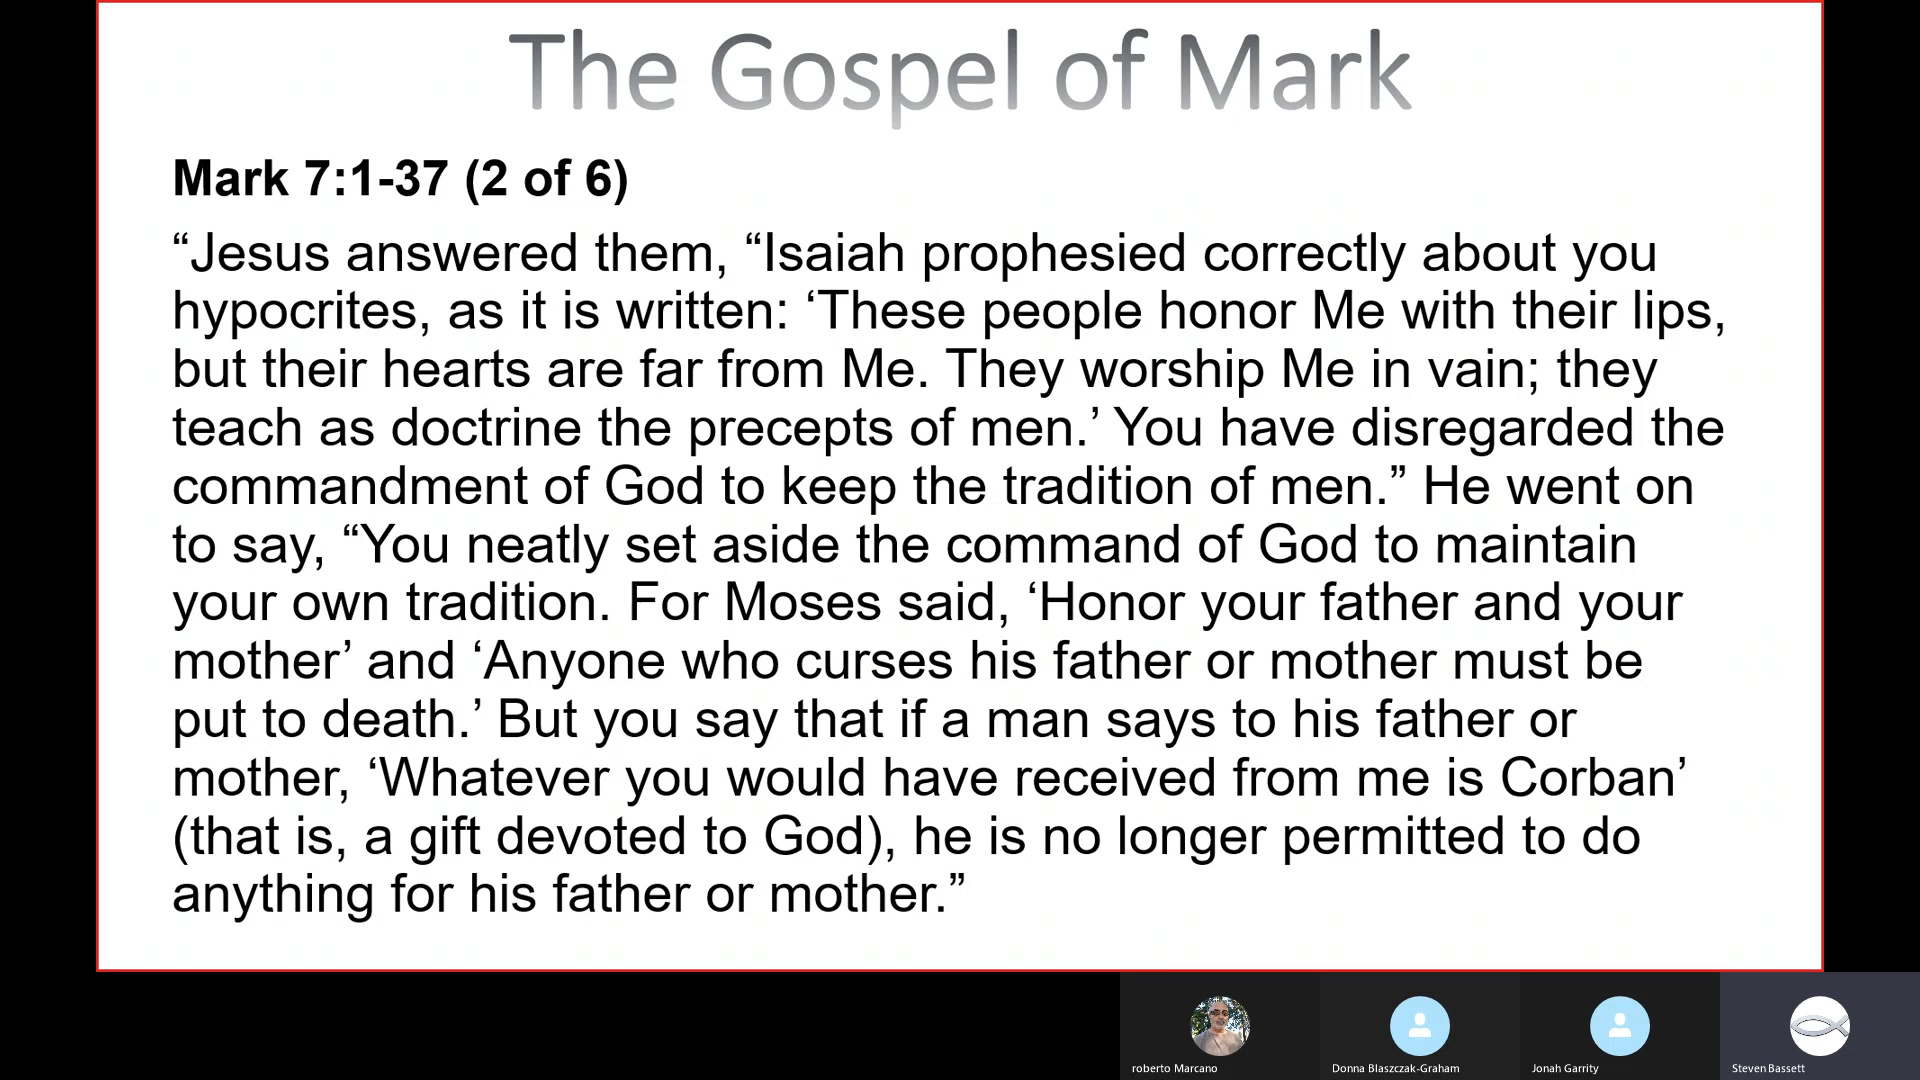 The Gospel of Mark
Mark 7:1-37 (2 of 6)
“Jesus answered them, “Isaiah prophesied correctly about you
hypocrites, as it is written: ‘These people honor Me with their lips,
but their hearts are far from Me. They worship Me in vain; they
teach as doctrine the precepts of men.’ You have disregarded the
commandment of God to keep the tradition of men.” He went on
to say, “You neatly set aside the command of God to maintain
your own tradition. For Moses said, ‘Honor your father and your
mother’ and ‘Anyone who curses his father or mother must be
put to death.’ But you say that if a man says to his father or
mother, ‘Whatever you would have received from me is Corban’
(that is, a gift devoted to God), he is no longer permitted to do
anything for his father or mother.”
roberto Marcano
Donna Blaszczak-Graham
Jonah Garrity
Steven Bassett